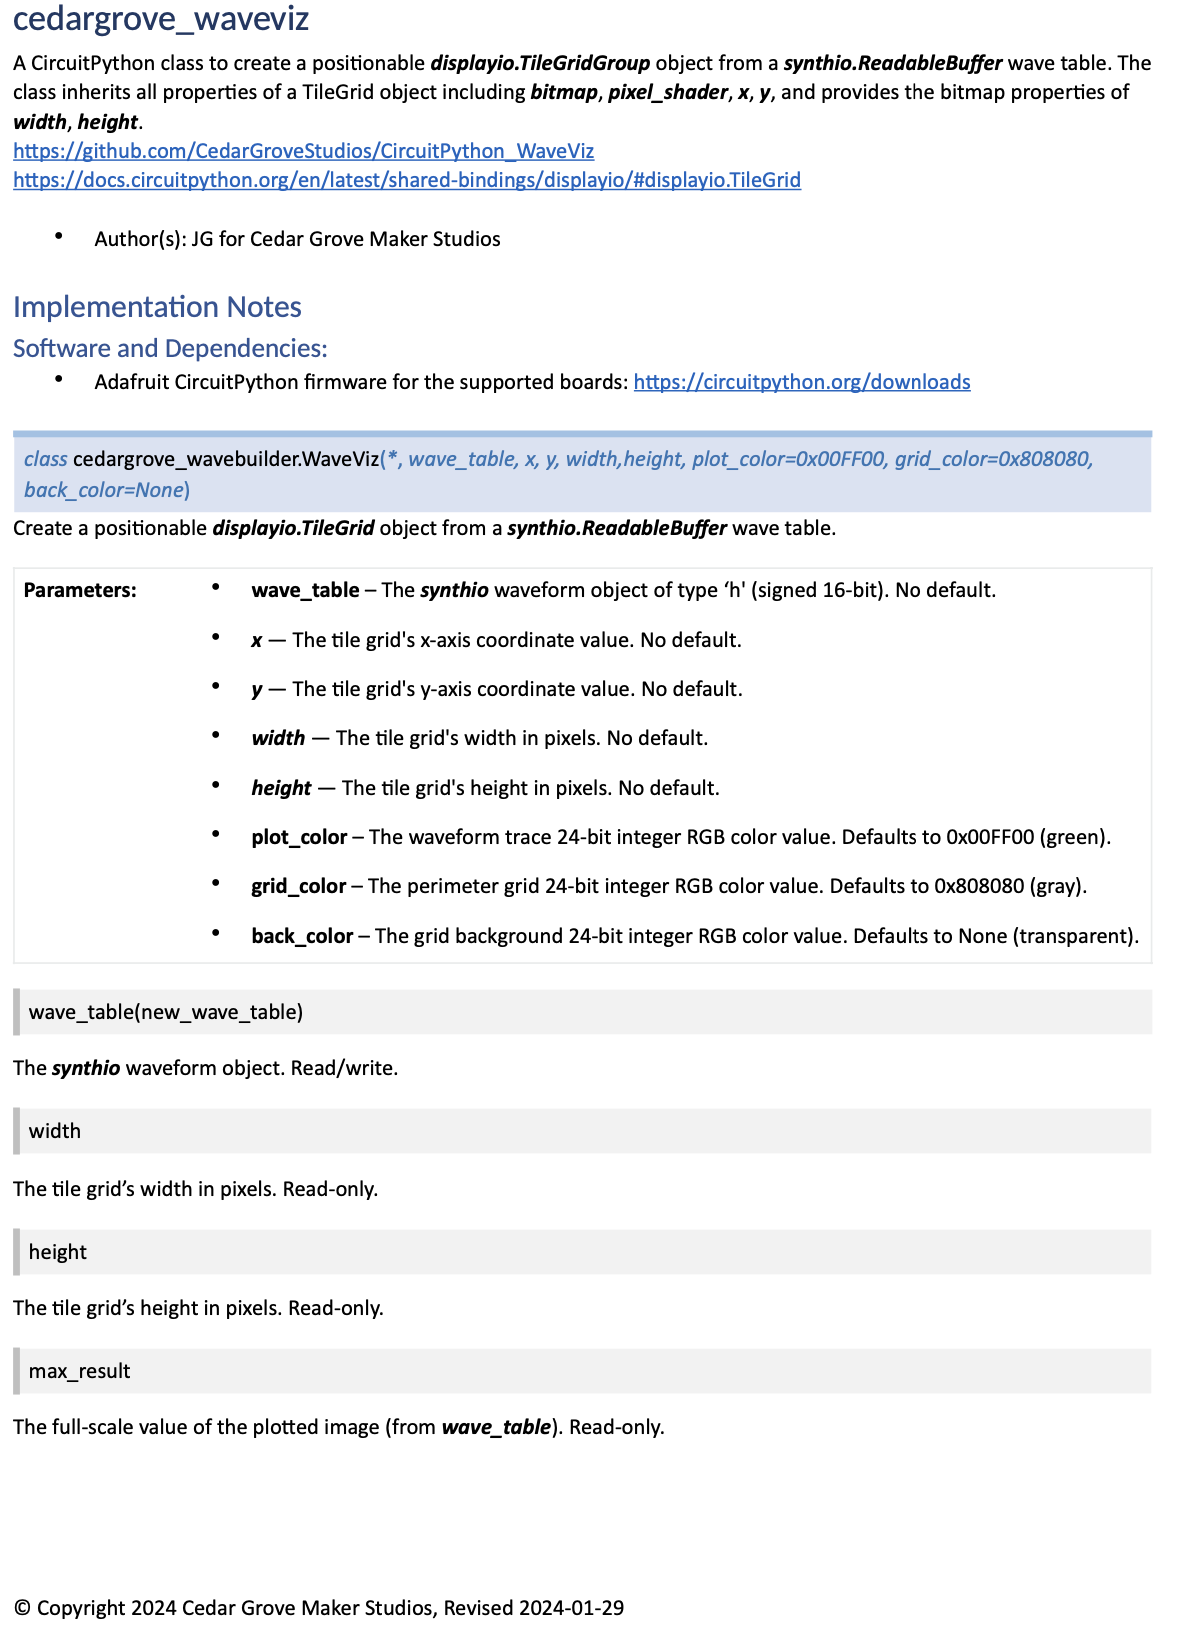 cedargrove_waveviz
A CircuitPython class to create a positionable displayio.TileGridGroup object from a synthio.ReadableBuffer wave table. The
class inherits all properties of a TileGrid object including bitmap, pixel_shader, x, y, and provides the bitmap properties of
width, height.
https://github.com/CedarGroveStudios/CircuitPython_WaveViz
https://docs.circuitpython.org/en/latest/shared-bindings/displayio/#displayio.TileGrid
• Author(s): JG for Cedar Grove Maker Studios
Implementation Notes
Software and Dependencies:
• Adafruit CircuitPython firmware for the supported boards: https://circuitpython.org/downloads
class cedargrove_wavebuilder.WaveViz(*, wave_table, x, y, width,height, plot_color=0x00FF00, grid_color=0x808080,
back_color=None)
Create a positionable displayio.TileGrid object from a synthio.ReadableBuffer wave table.
Parameters: • wave_table – The synthio waveform object of type ‘h' (signed 16-bit). No default.
• x — The tile grid's x-axis coordinate value. No default.
• y — The tile grid's y-axis coordinate value. No default.
• width — The tile grid's width in pixels. No default.
• height — The tile grid's height in pixels. No default.
• plot_color – The waveform trace 24-bit integer RGB color value. Defaults to 0x00FF00 (green).
• grid_color – The perimeter grid 24-bit integer RGB color value. Defaults to 0x808080 (gray).
• back_color – The grid background 24-bit integer RGB color value. Defaults to None (transparent).
wave_table(new_wave_table)
The synthio waveform object. Read/write.
width
The tile grid’s width in pixels. Read-only.
height
The tile grid’s height in pixels. Read-only.
max_result
The full-scale value of the plotted image (from wave_table). Read-only.
© Copyright 2024 Cedar Grove Maker Studios, Revised 2024-01-29